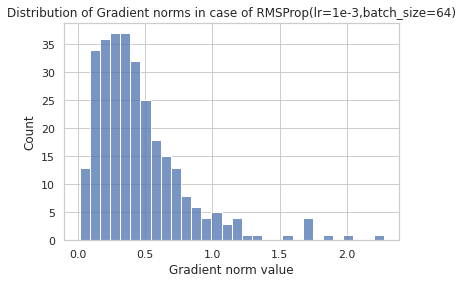 Distribution of Gradient norms in case of RMSProp(lr=1e-3,batch_size=64)
35
30
25
20
15
10
5
0
Count
0.0 0.5 1.0 1.5 2.0
Gradient norm value